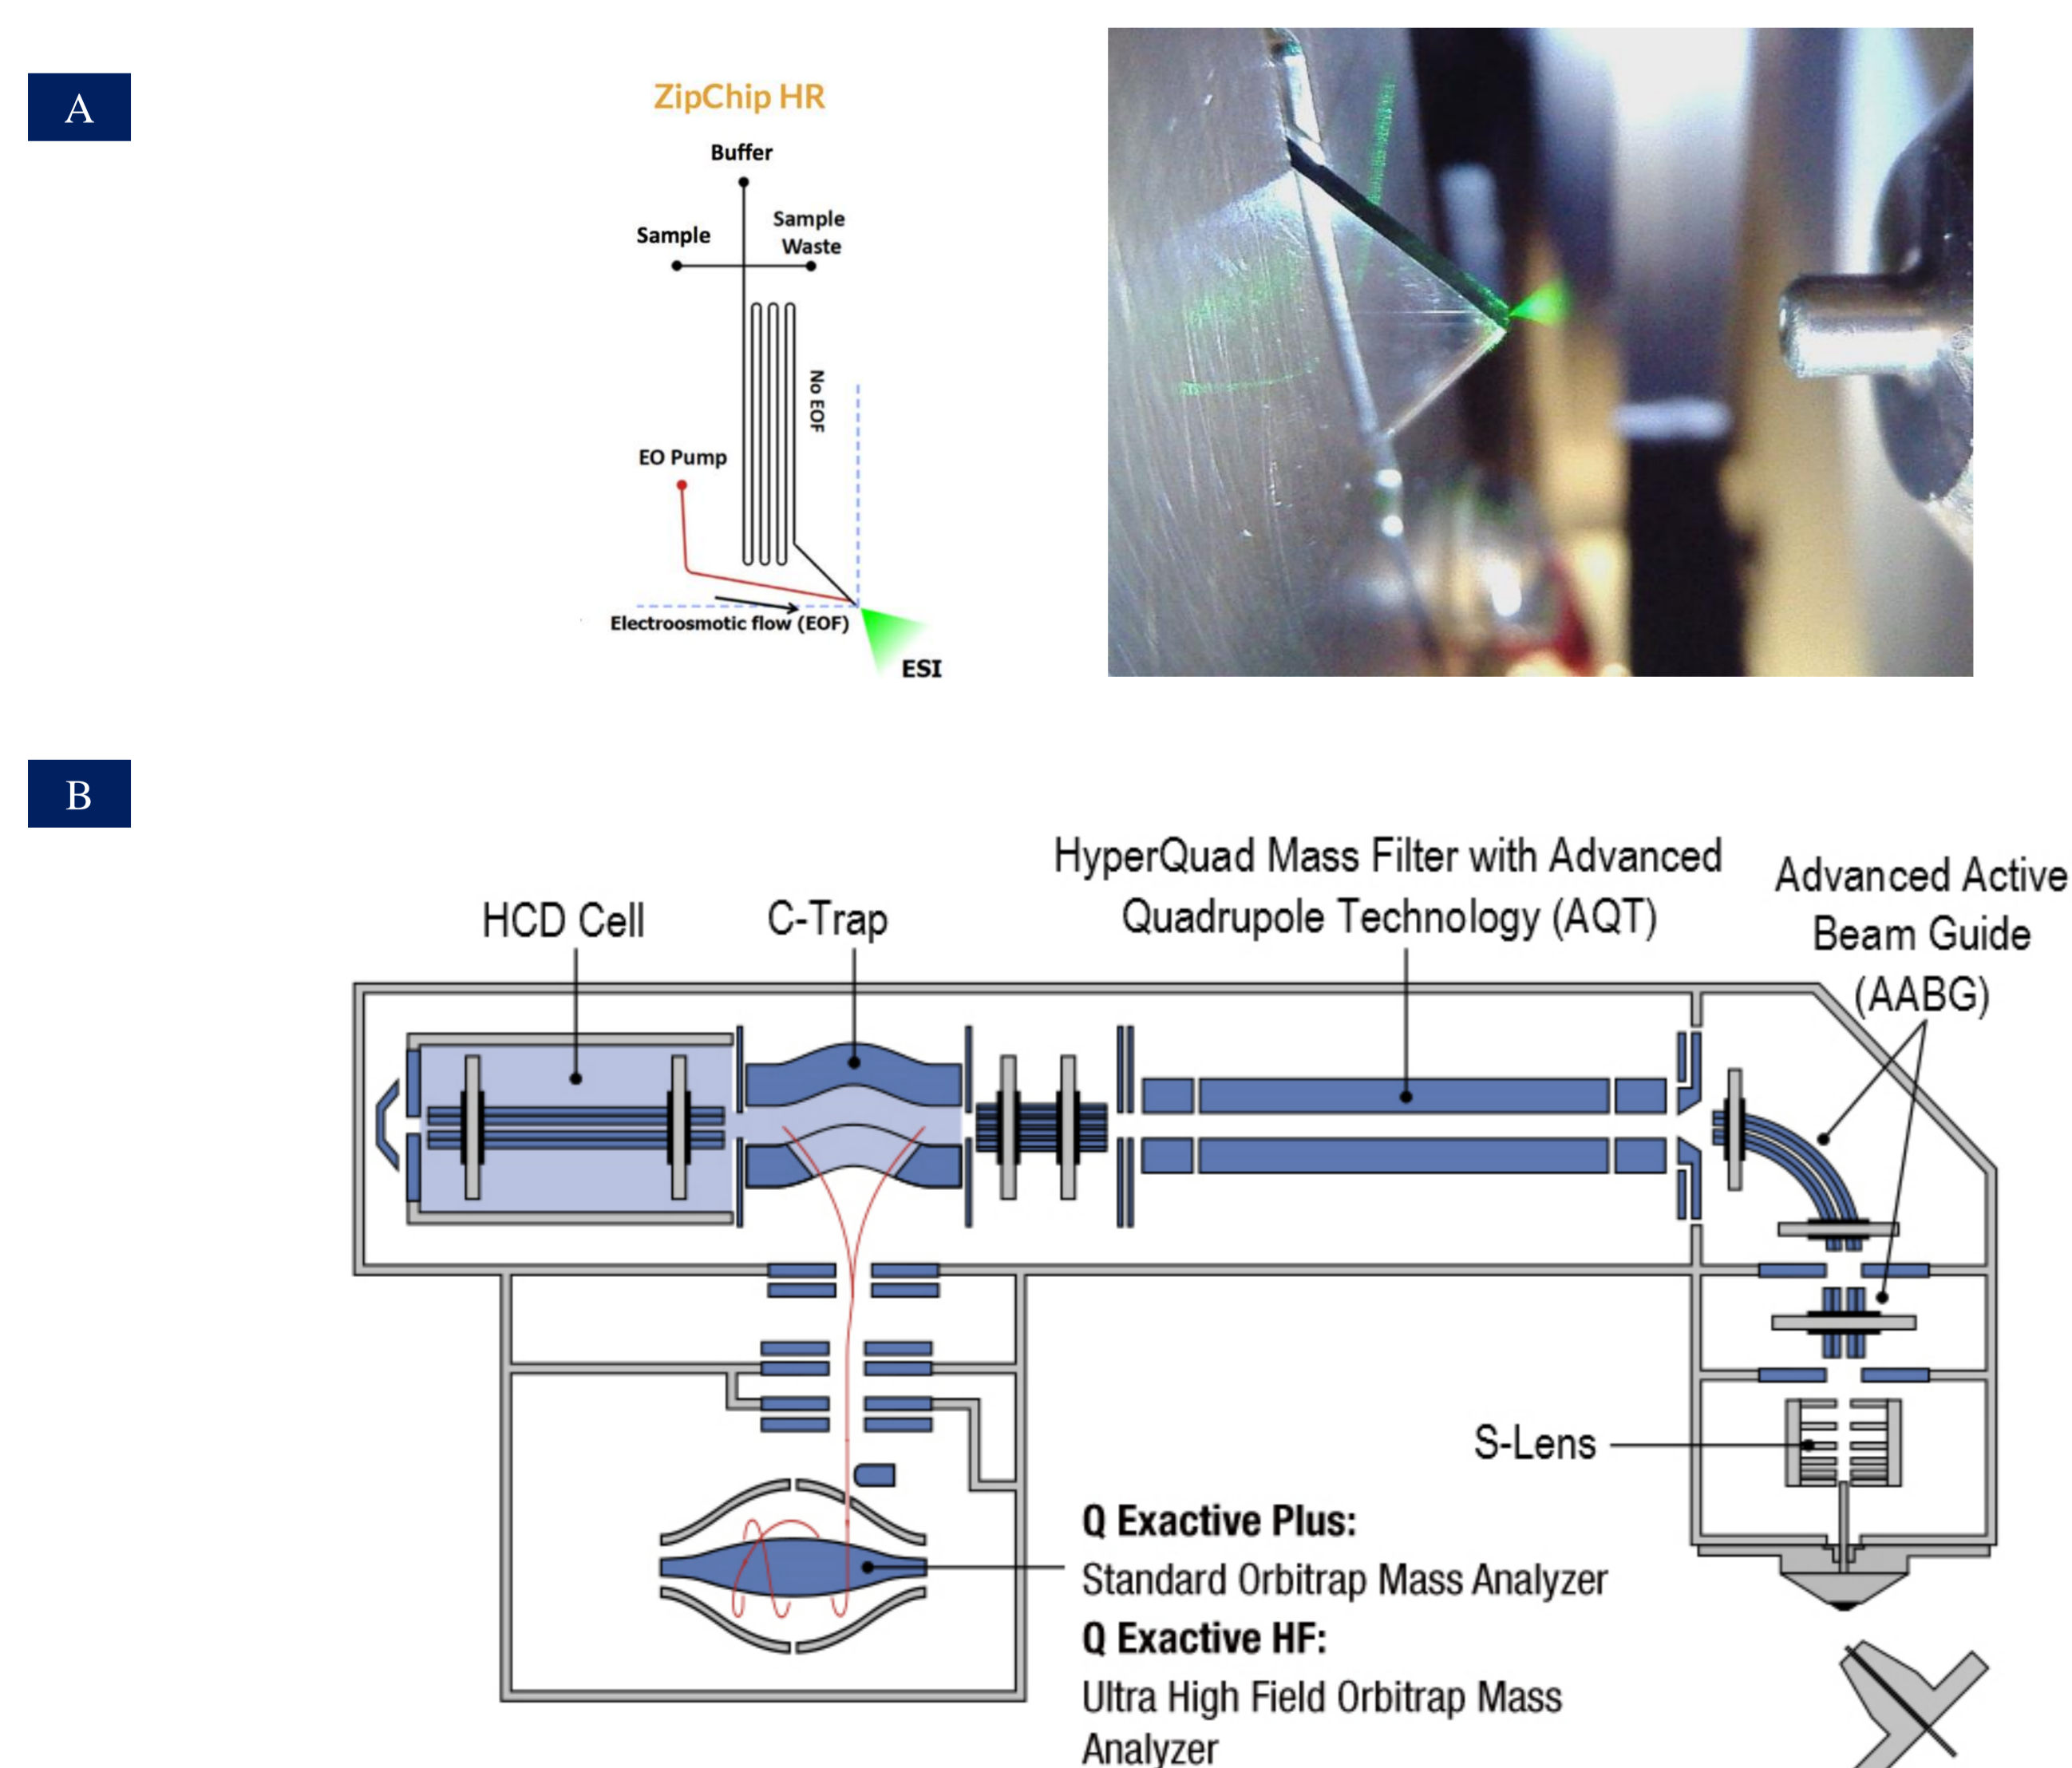 A
ZipChip HR
Buffer
Sample
Sample
Waste
No EOF
EO Pump
Electroosmotic flow (EOF)
ESI
B
HyperQuad Mass Filter with Advanced
Quadrupole Technology (AQT)
Advanced Active
Beam Guide
(AABG)
HCD Cell
C-Trap
S-Lens
Q Exactive Plus:
Standard Orbitrap Mass Analyzer
Q Exactive HF:
Ultra High Field Orbitrap Mass
Analyzer